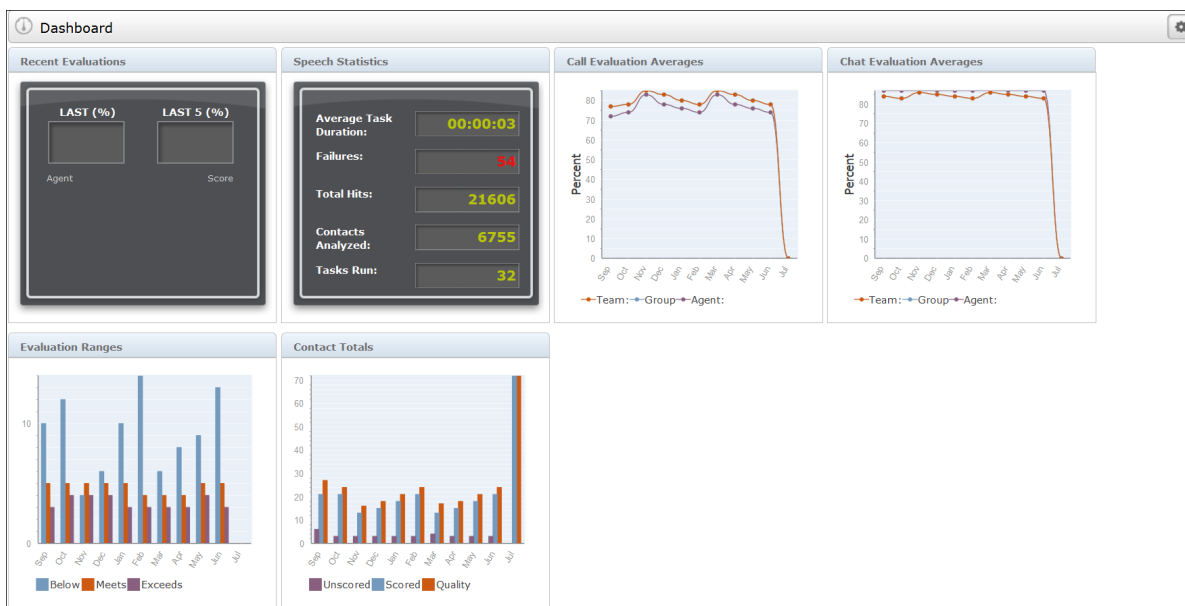 Dashboard
Recent Evaluations
LAST (%) LAST 5 (%)
Agent Score
Speech Statistics
Average Task
Duration:
00:00:03
Failures:
54
Total Hits:
21606
Contacts
Analyzed:
6755
Tasks Run:
32
Call Evaluation Averages
Percent
80
70
60
50
40
30
20
10
0
Sep Oct Nov Dec Jan Feb Mar Apr May Jun Jul
Team: Group Agent:
Chat Evaluation Averages
Percent
80
70
60
50
40
30
20
10
0
Sep Oct Nov Dec Jan Feb Mar Apr May Jun Jul
Team: Group Agent:
Evaluation Ranges
10
0
Sep Oct Nov Dec Jan Feb Mar Apr May Jun Jul
Below Meets Exceeds
Contact Totals
70
60
50
40
30
20
10
0
Sep Oct Nov Dec Jan Feb Mar Apr May Jun Jul
Unscored Scored Quality